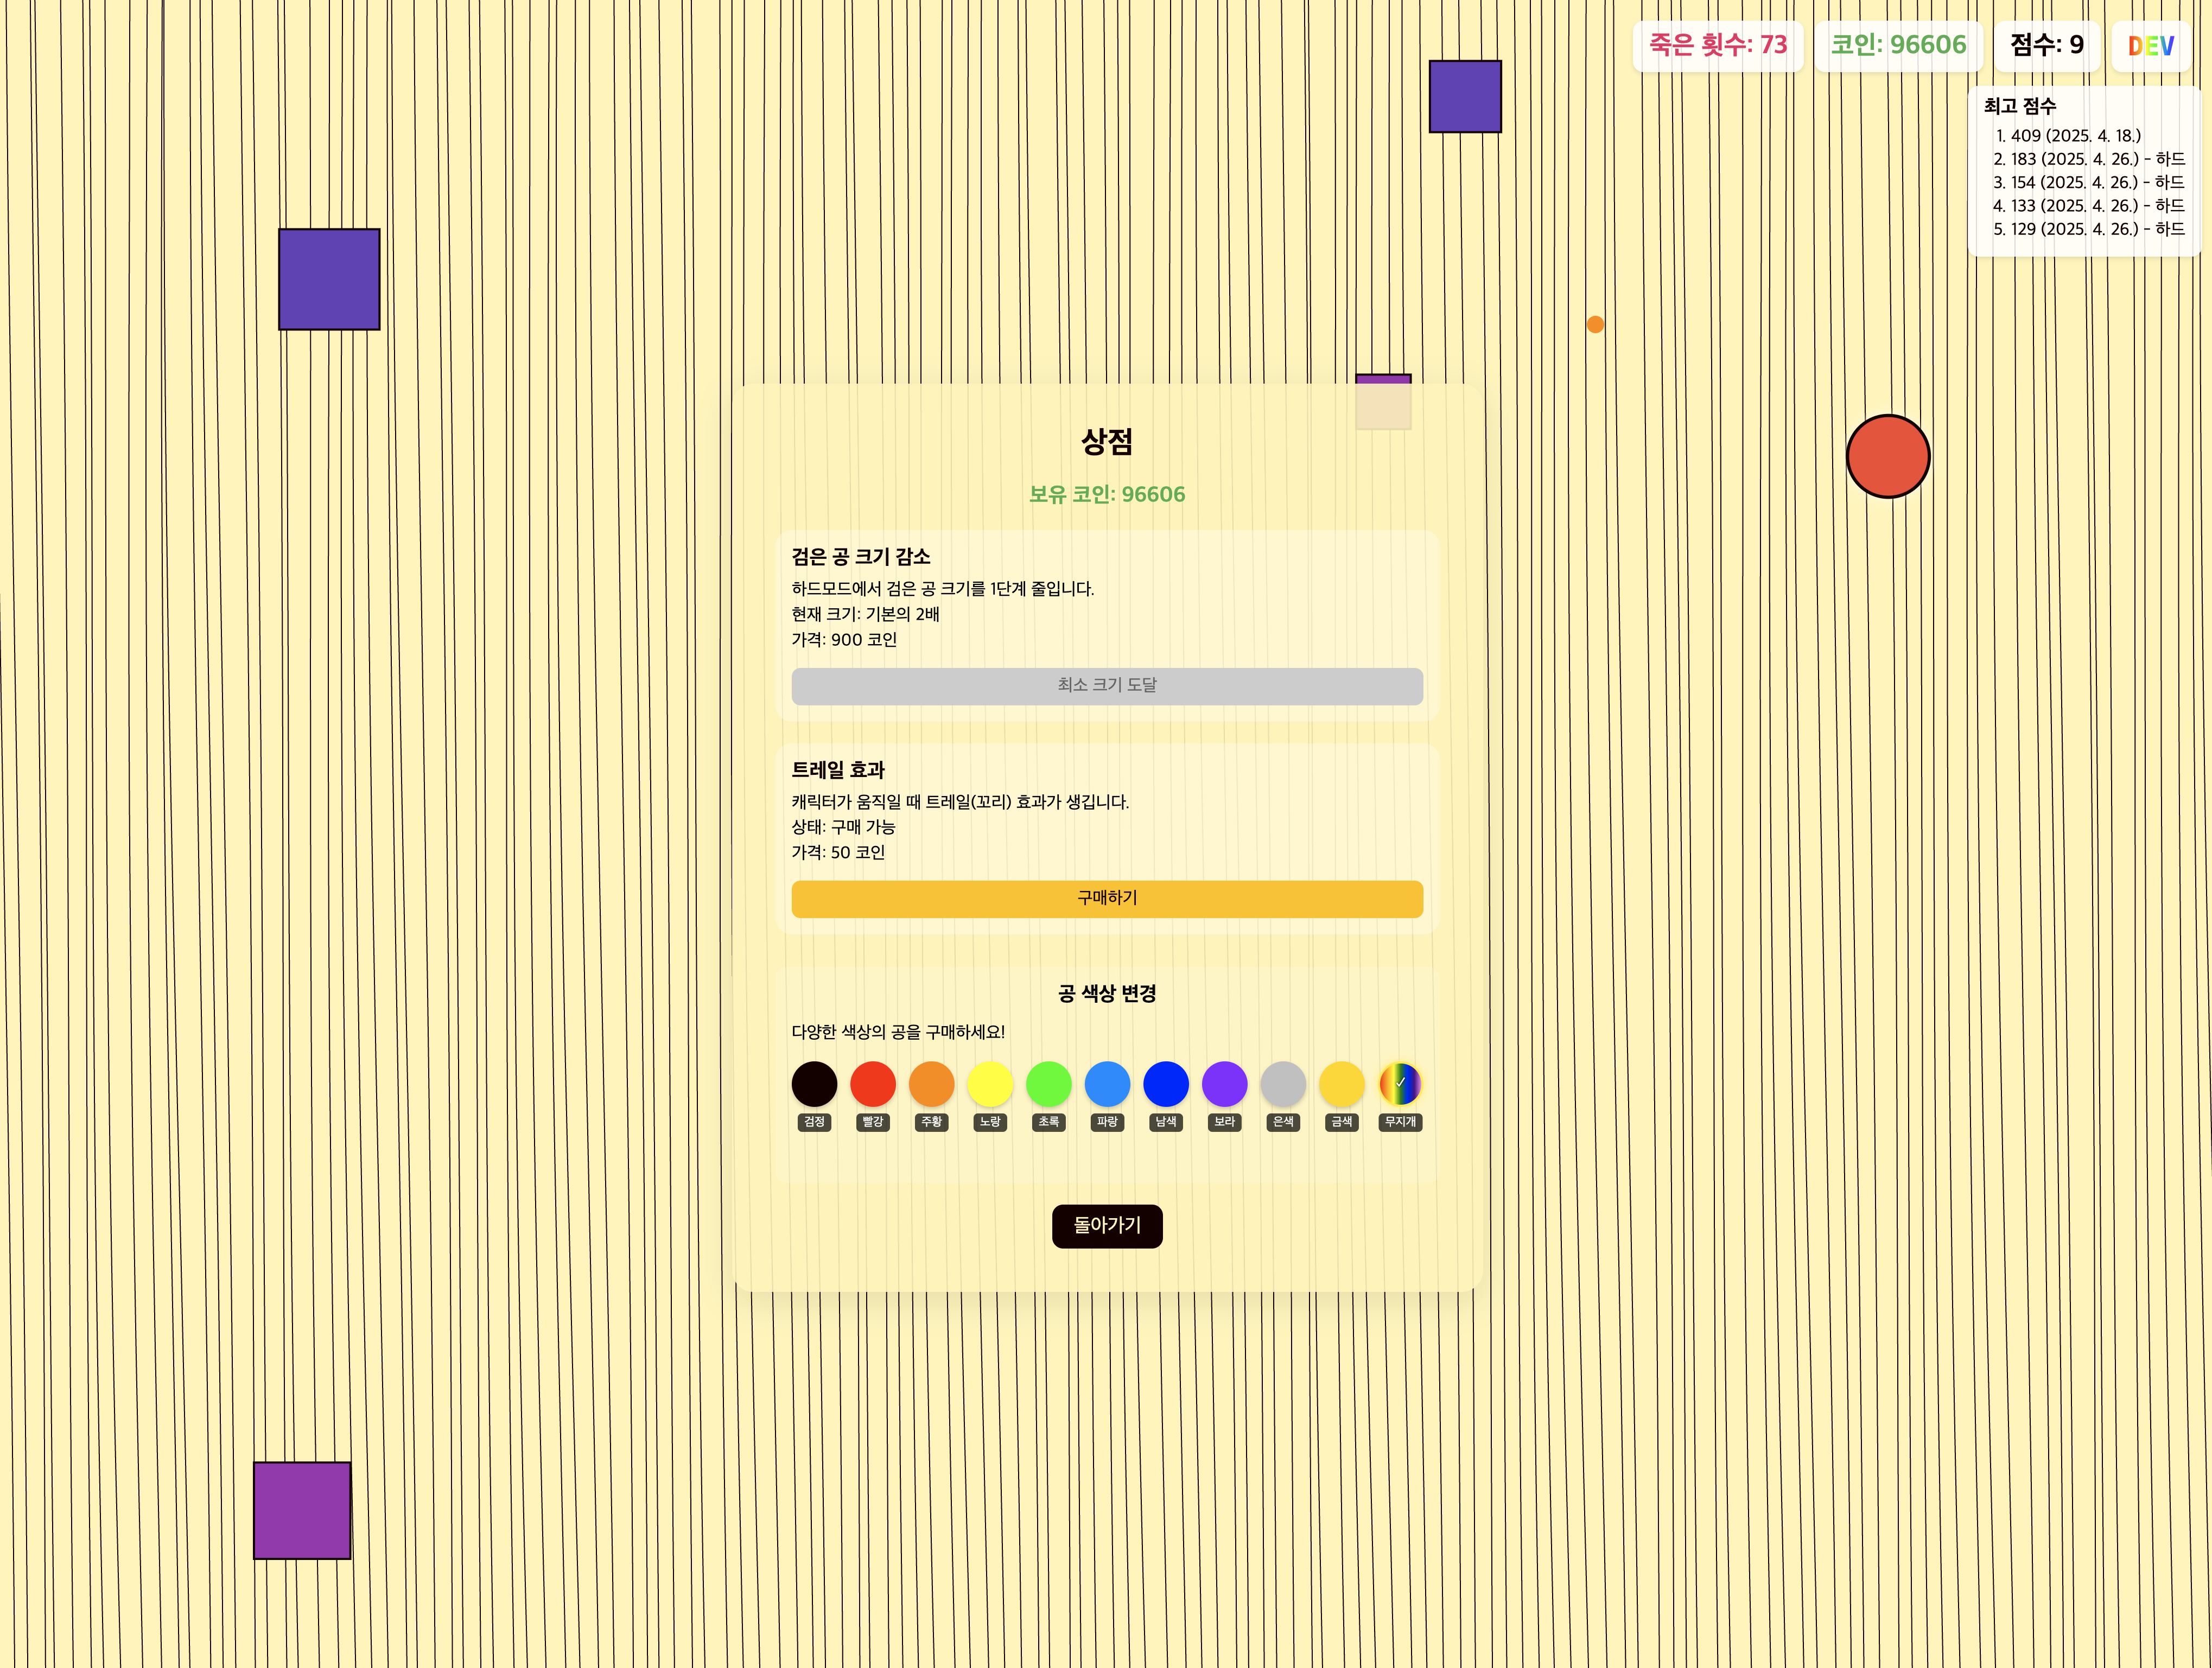 죽은 횟수: 73
코인: 96606
점수: 9
DEV
최고 점수
1. 409 (2025. 4. 18.)
2. 183 (2025. 4. 26.) - 하드
3. 154 (2025. 4. 26.) - 하드
4. 133 (2025. 4. 26.) - 하드
5. 129 (2025. 4. 26.) - 하드
상점
보유 코인: 96606
검은 공 크기 감소
하드모드에서 검은 공 크기를 1단계 줄입니다.
현재 크기: 기본의 2배
가격: 900 코인
최소 크기 도달
트레일 효과
캐릭터가 움직일 때 트레일(꼬리) 효과가 생깁니다.
상태: 구매 가능
가격: 50 코인
구매하기
공 색상 변경
다양한 색상의 공을 구매하세요!
검정 빨강 주황 노랑 초록 파랑 남색 보라 은색 금색 무지개
돌아가기